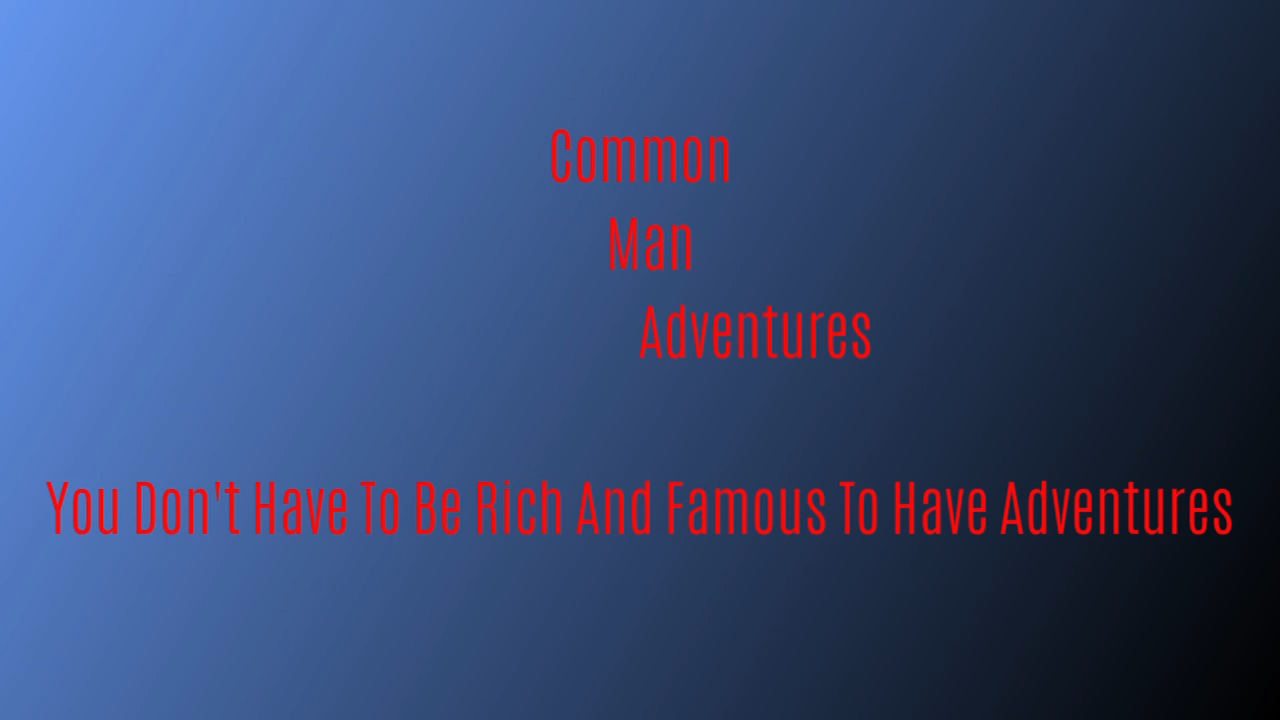 Common
Man
Adventures
You Don't Have To Be Rich And Famous To Have Adventures